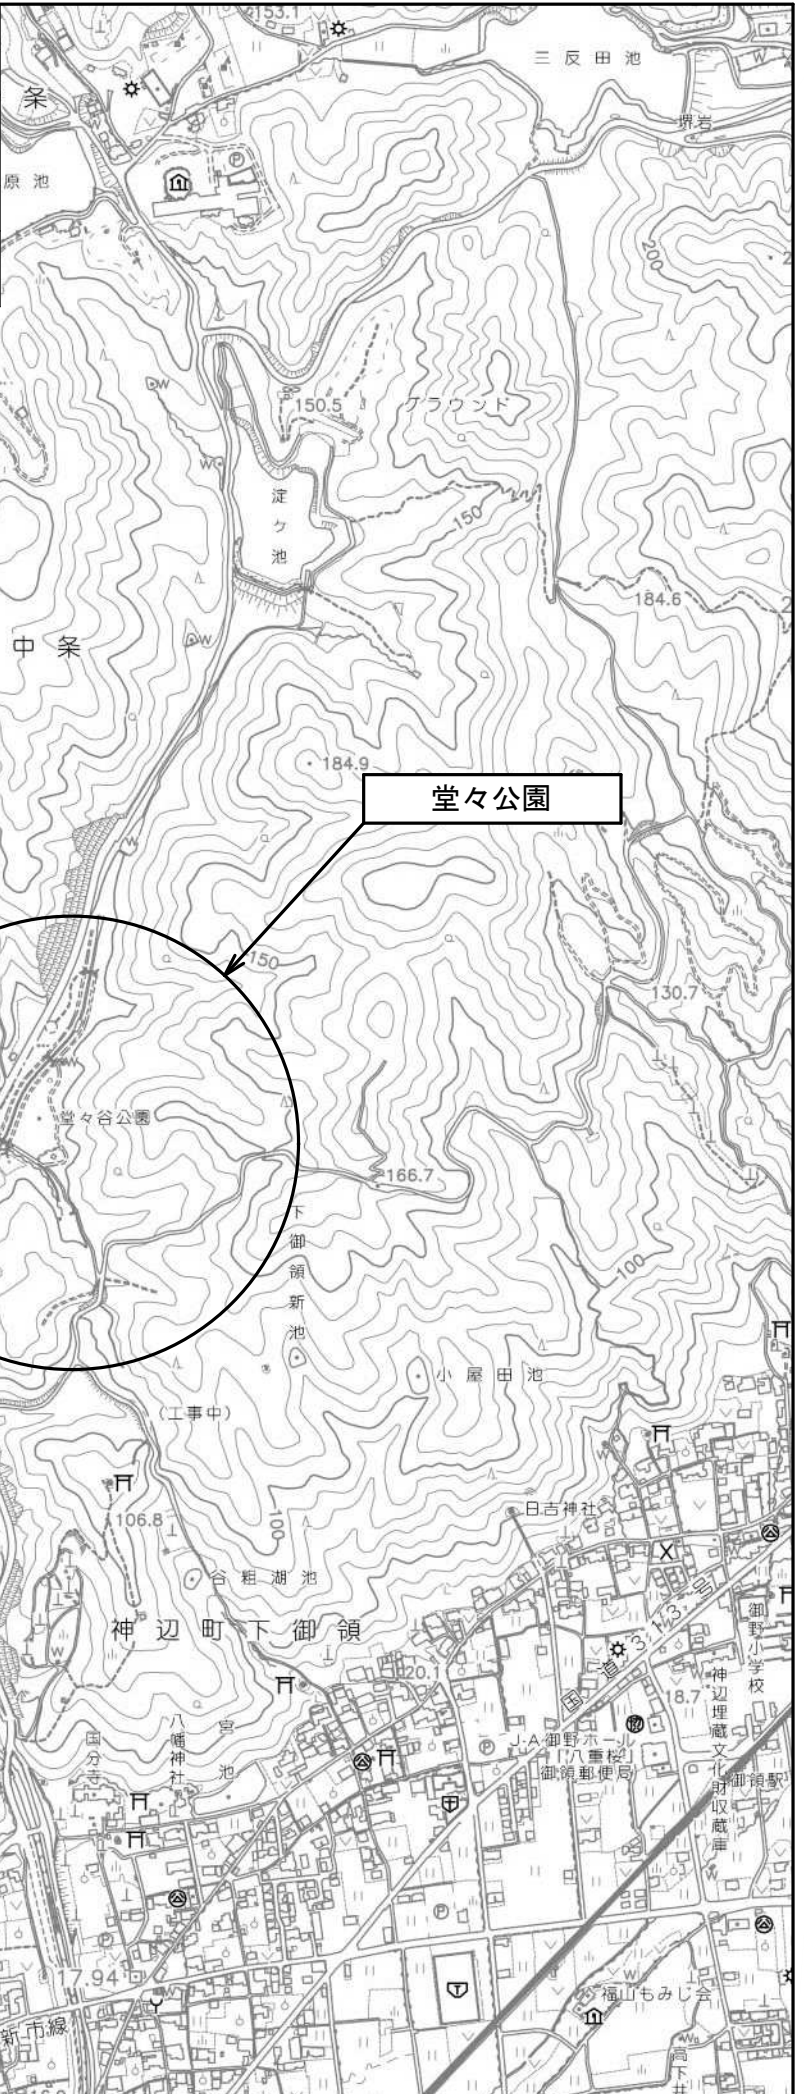 153.1
三反田池
条
堺岩
原池
200
150.5
グラウンド
淀ケ池
150
184.6
中条
184.9
堂々公園
150
130.7
堂々谷公園
166.7
下御領新池
100
小屋田池
(工事中)
日吉神社
106.8
100
谷粗湖池
神辺町下御領
国道313号
御野小学校
20.1
18.7
神辺埋蔵文化財収蔵庫
宮池
八幡神社
国分寺
J-A御野ホール
八重桜
御領郵便局
御領駅
17.94
福山もみじ会
新市線